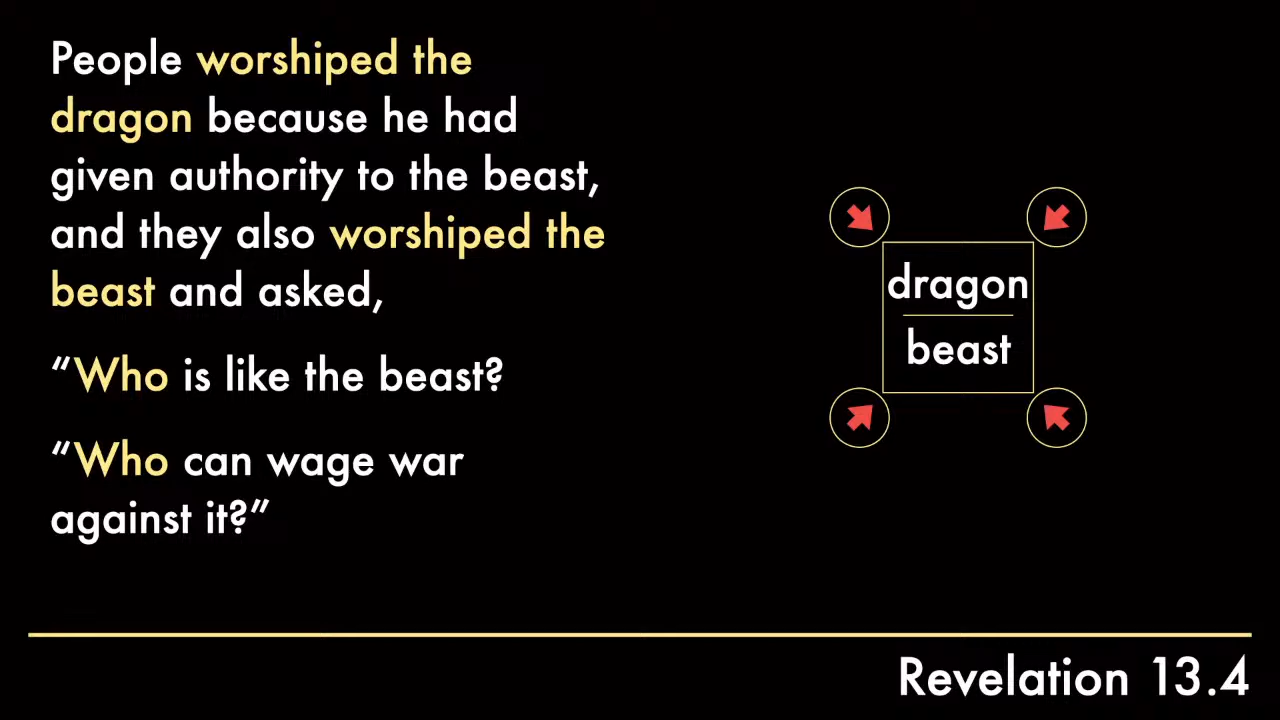 People worshiped the
dragon because he had
given authority to the beast,
and they also worshiped the
beast and asked,
“Who is like the beast?
“Who can wage war
against it?”
dragon
beast
Revelation 13.4